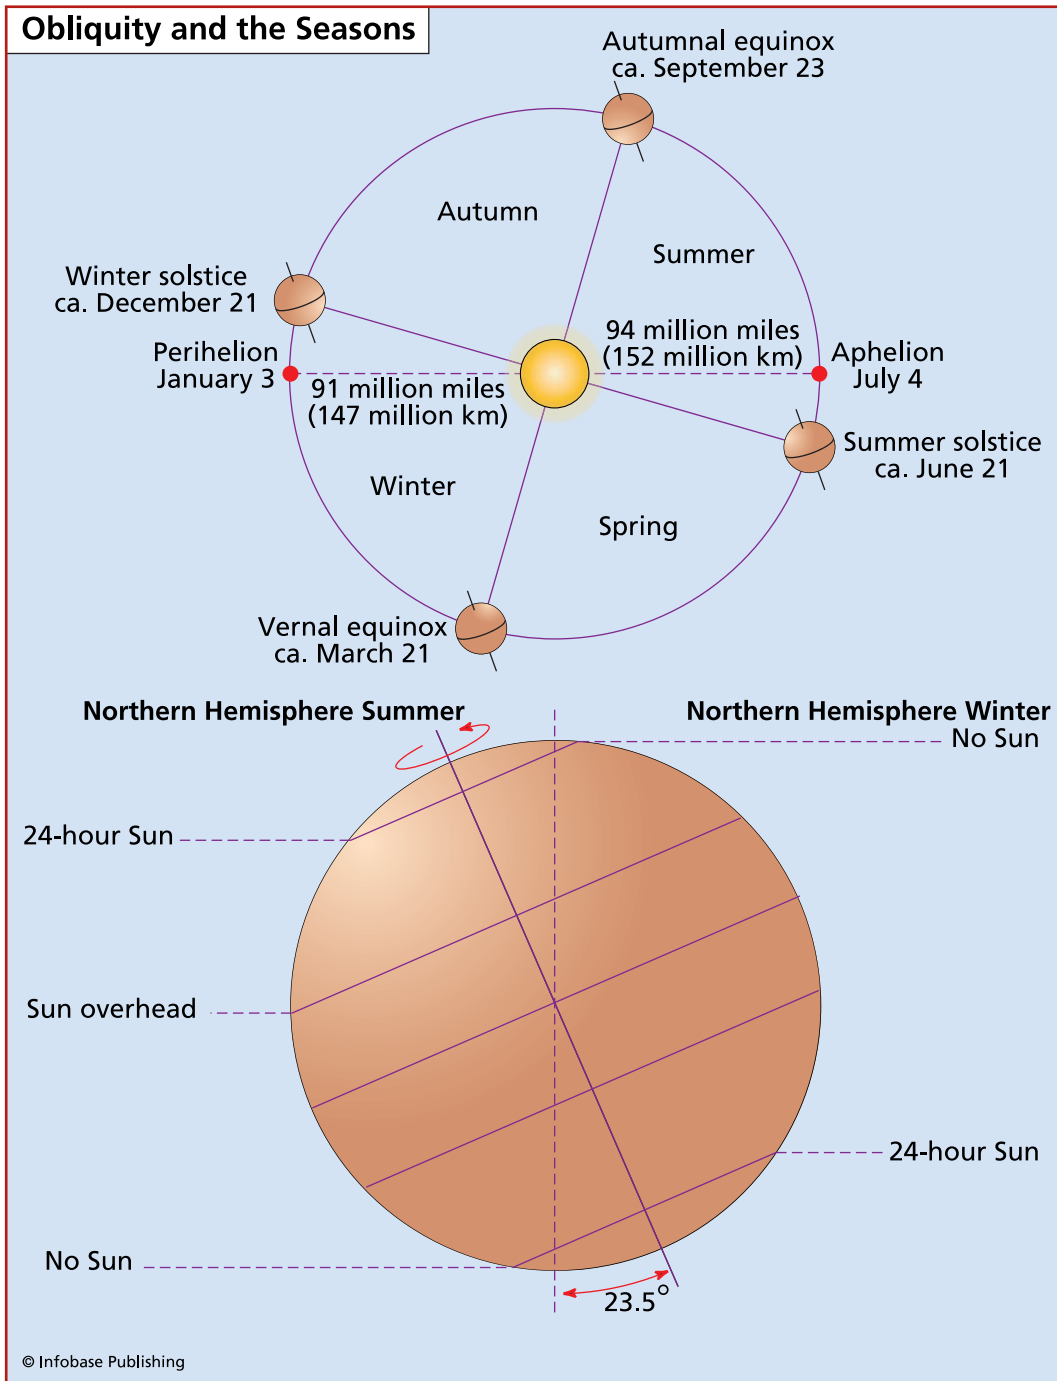 Obliquity and the Seasons
Autumnal equinox
ca. September 23
Autumn
Summer
Winter solstice
ca. December 21
94 million miles
(152 million km)
Perihelion
January 3
Aphelion
July 4
91 million miles
(147 million km)
Summer solstice
ca. June 21
Winter
Spring
Vernal equinox
ca. March 21
Northern Hemisphere Summer
Northern Hemisphere Winter
No Sun
24-hour Sun
Sun overhead
24-hour Sun
No Sun
23.5°
© Infobase Publishing